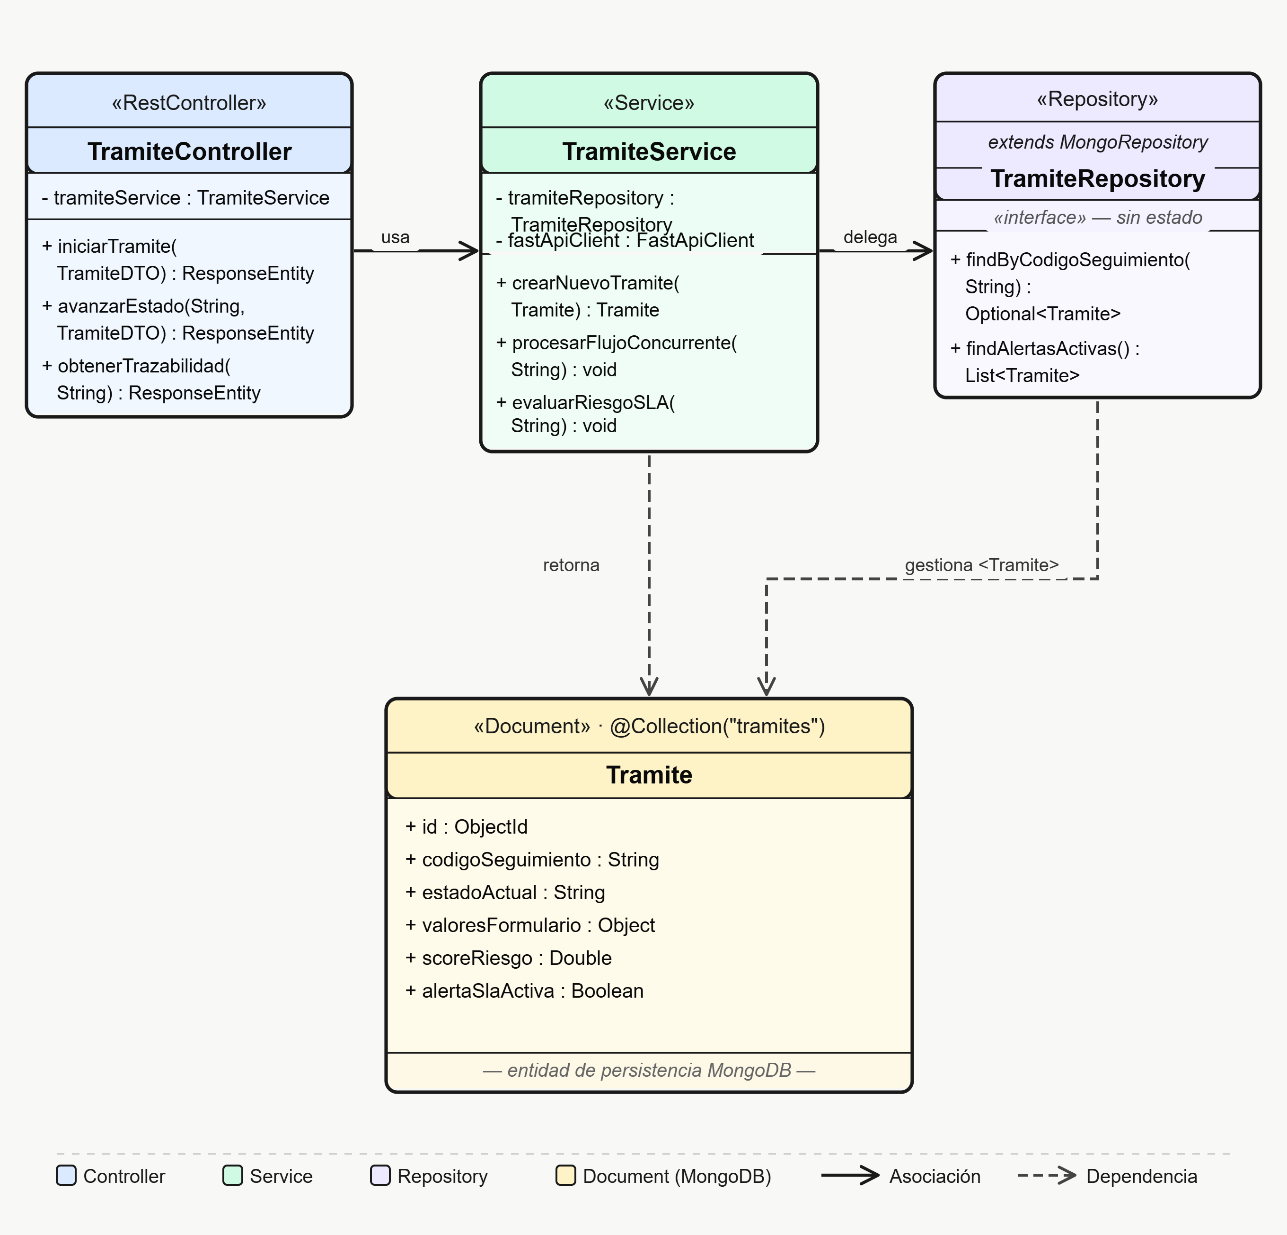 «RestController»
TramiteController
- tramiteService : TramiteService
+ iniciarTramite(
TramiteDTO) : ResponseEntity
+ avanzarEstado(String,
TramiteDTO) : ResponseEntity
+ obtenerTrazabilidad(
String) : ResponseEntity
usa
«Service»
TramiteService
- tramiteRepository :
TramiteRepository
- fastApiClient : FastApiClient
+ crearNuevoTramite(
Tramite) : Tramite
+ procesarFlujoConcurrente(
String) : void
+ evaluarRiesgoSLA(
String) : void
delega
«Repository»
extends MongoRepository
TramiteRepository
«interface» — sin estado
+ findByCodigoSeguimiento(
String) :
Optional<Tramite>
+ findAlertasActivas() :
List<Tramite>
retorna
gestiona <Tramite>
«Document» · @Collection("tramites")
Tramite
+ id : ObjectId
+ codigoSeguimiento : String
+ estadoActual : String
+ valoresFormulario : Object
+ scoreRiesgo : Double
+ alertaSlaActiva : Boolean
— entidad de persistencia MongoDB —
Controller
Service
Repository
Document (MongoDB)
Asociación
Dependencia